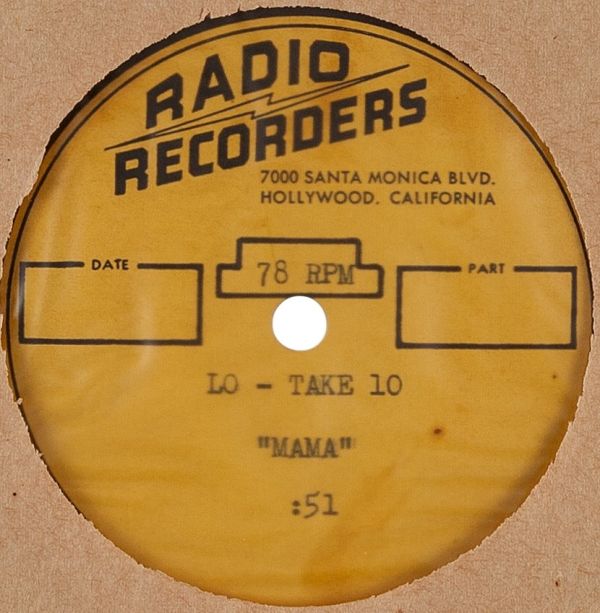 RADIO
RECORDERS
7000 SANTA MONICA BLVD.
HOLLYWOOD. CALIFORNIA
DATE
78 RPM
PART
LO - TAKE 10
"MAMA"
:51